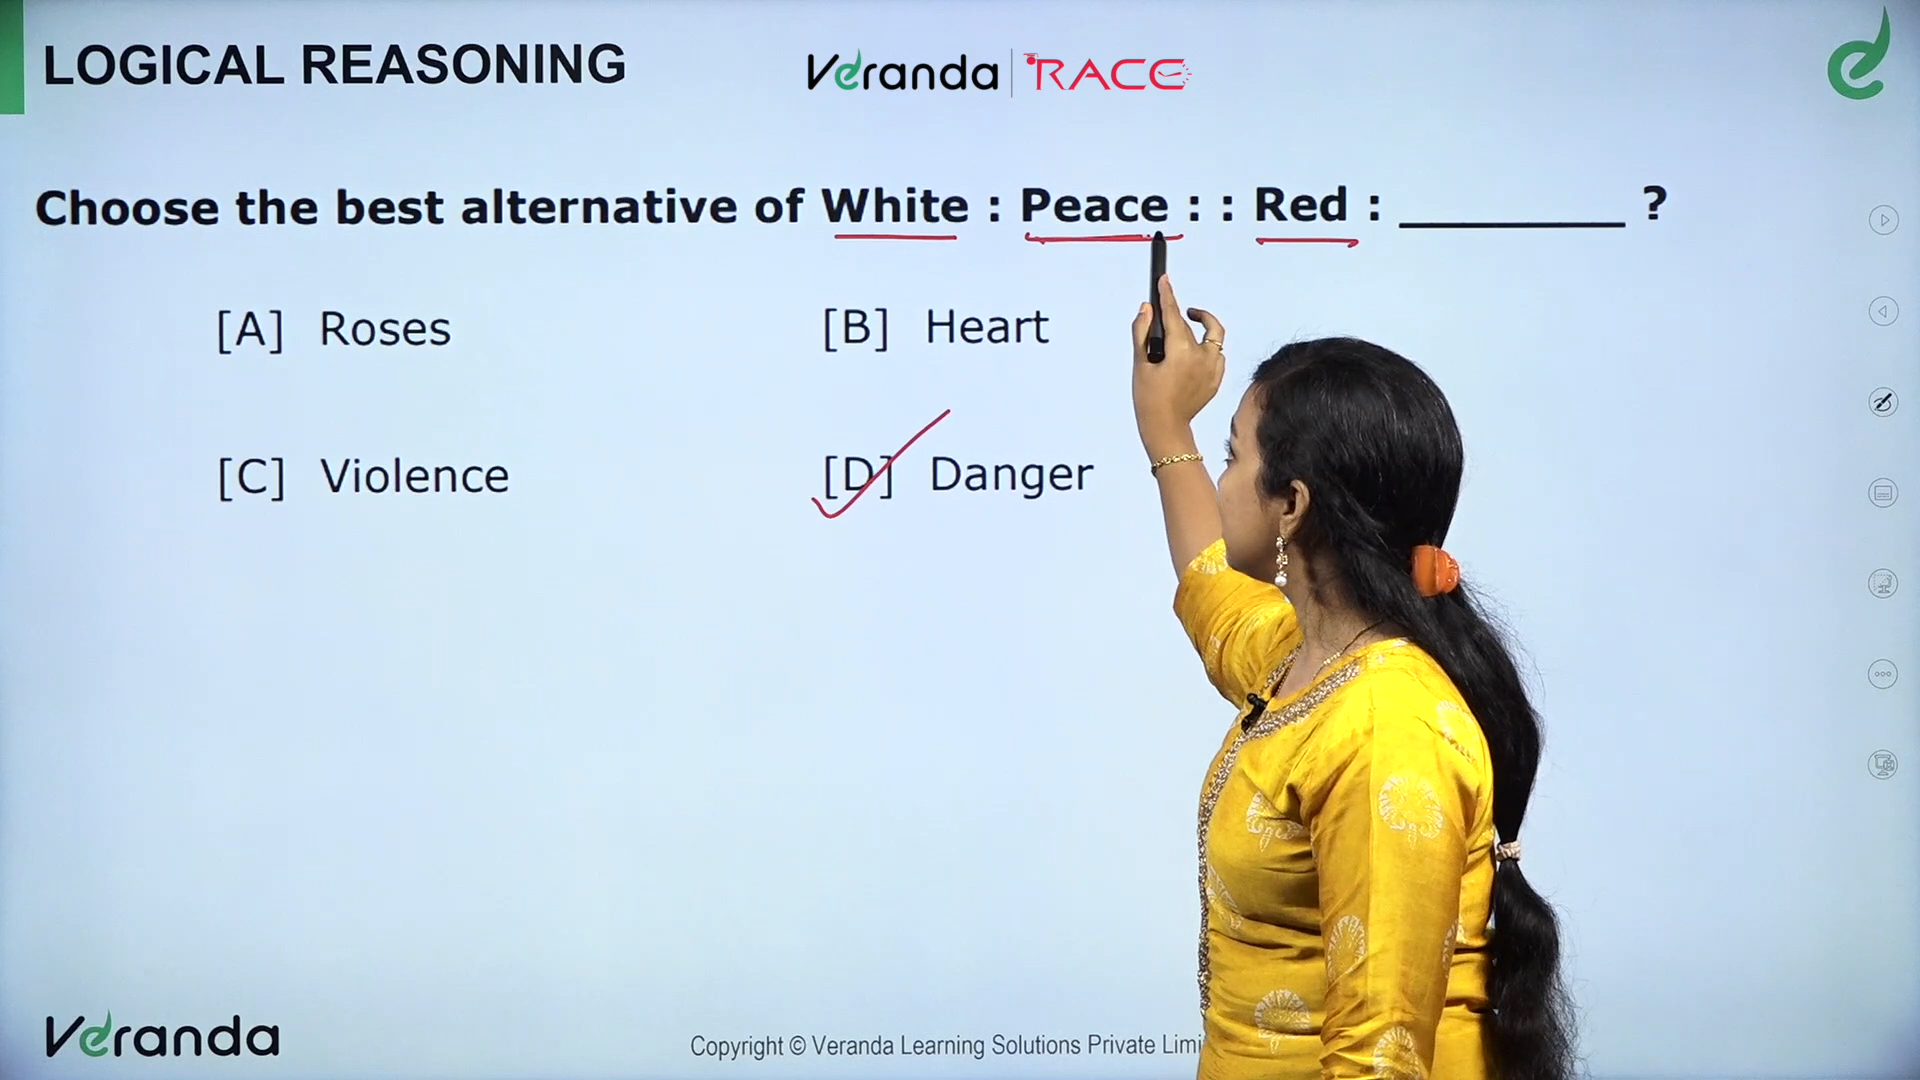 LOGICAL REASONING
Veranda RACE
Choose the best alternative of White : Peace : : Red : ________ ?
[A] Roses
[B] Heart
[C] Violence
[D] Danger
Veranda
Copyright © Veranda Learning Solutions Private Limi